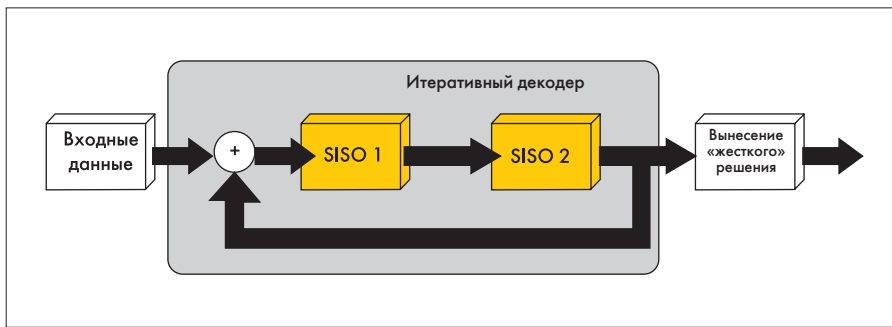 Итеративный декодер
Входные
данные
+
SISO 1
SISO 2
Вынесение
«жесткого»
решения